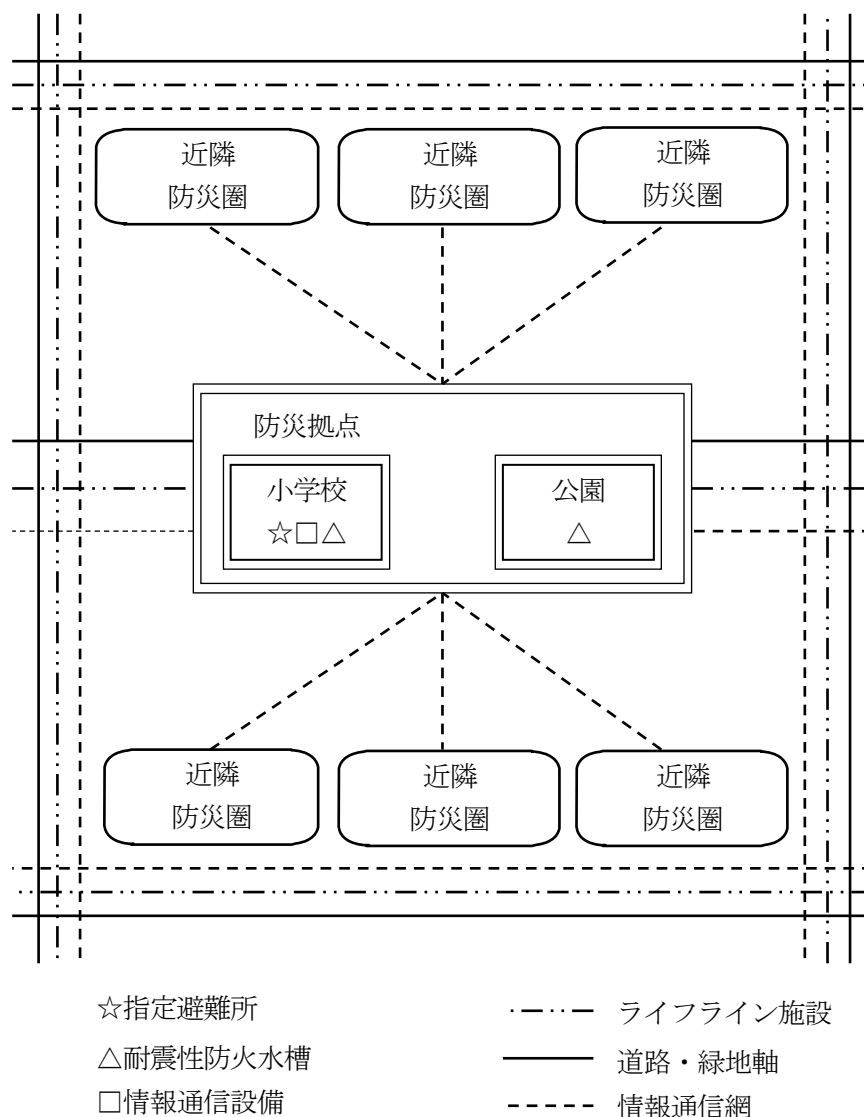 近隣
防災圏
近隣
防災圏
近隣
防災圏
防災拠点
小学校
☆□△
公園
△
近隣
防災圏
近隣
防災圏
近隣
防災圏
☆指定避難所
△耐震性防火水槽
□情報通信設備
ライフライン施設
道路・緑地軸
情報通信網